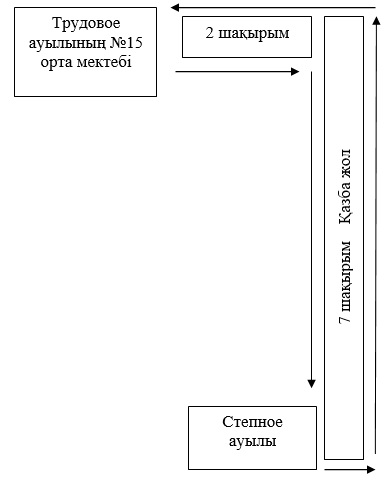 Трудовое
ауылының №15
орта мектебі
2 шақырым
7 шақырым Қазба жол
Степное
ауылы